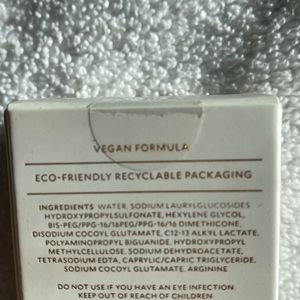 VEGAN FORMULA
ECO-FRIENDLY RECYCLABLE PACKAGING
INGREDIENTS: WATER, SODIUM LAURYLGLUCOSIDES
HYDROXYPROPYLSULFONATE, HEXYLENE GLYCOL,
BIS-PEG/PPG-16/16PEG/PPG-16/16 DIMETHICONE,
DISODIUM COCOYL GLUTAMATE, C12-13 ALKYL LACTATE,
POLYAMINOPROPYL BIGUANIDE, HYDROXYPROPYL
METHYLCELLULOSE, SODIUM DEHYDROACETATE,
TETRASODIUM EDTA, CAPRYLIC/CAPRIC TRIGLYCERIDE,
SODIUM COCOYL GLUTAMATE, ARGININE
DO NOT USE IF YOU HAVE AN EYE INFECTION.
KEEP OUT OF REACH OF CHILDREN.